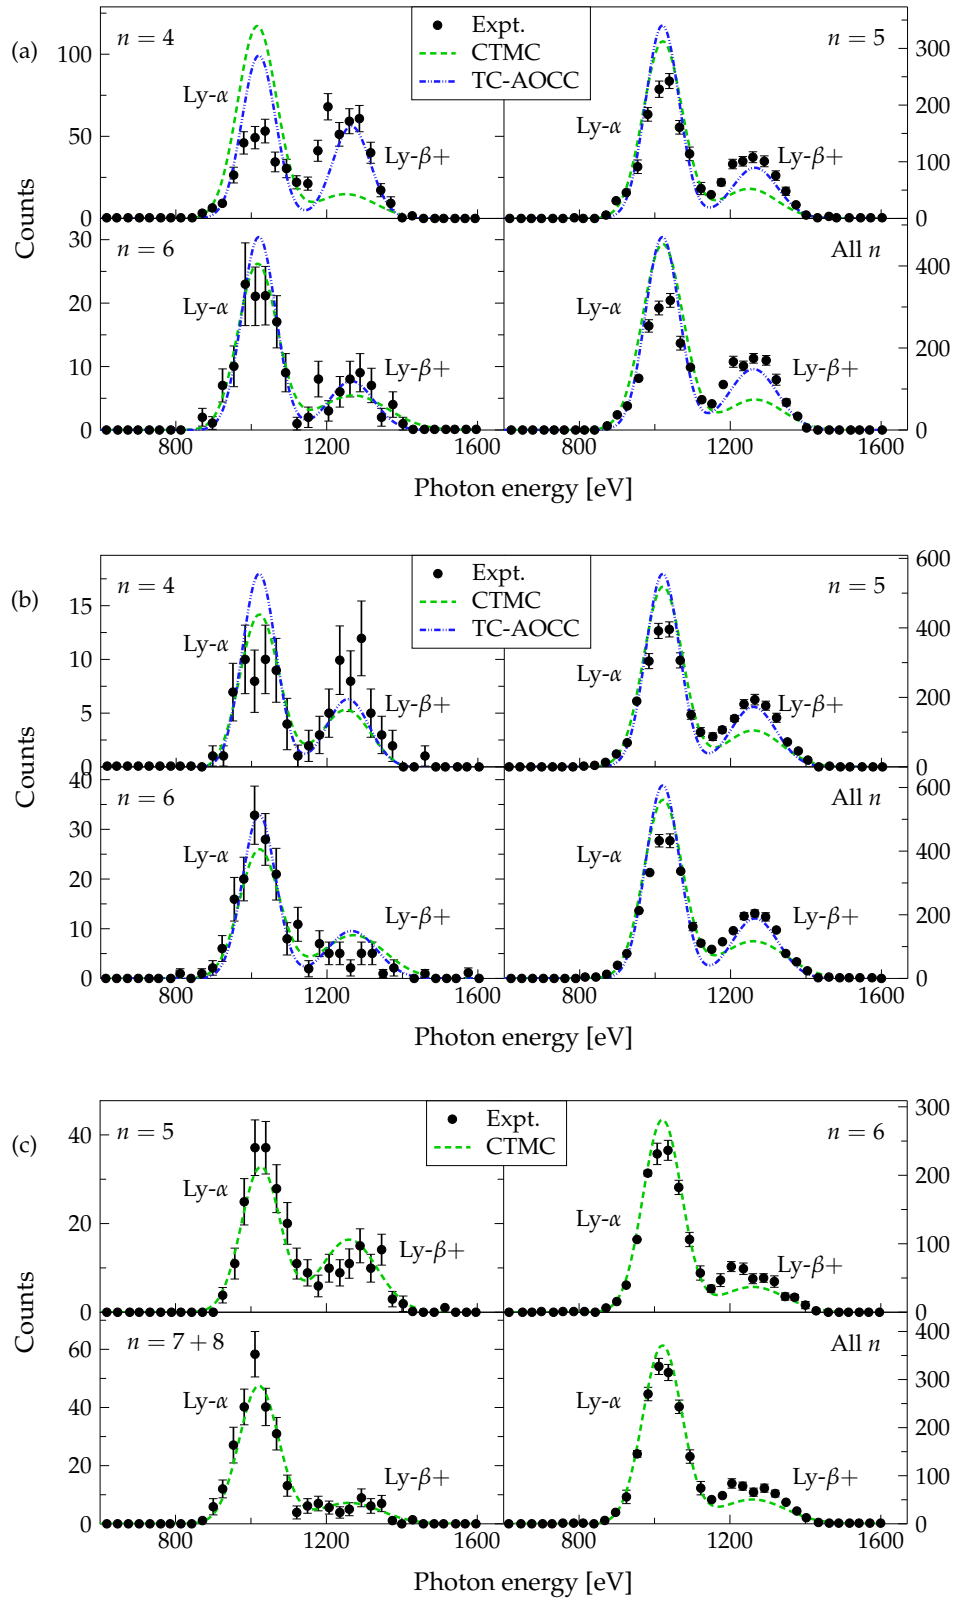 (a)
n = 4
Expt.
CTMC
TC-AOCC
n = 5
Ly-α
Ly-β+
Ly-α
Ly-β+
100
50
0
300
200
100
0
n = 6
All n
Ly-α
Ly-β+
Ly-α
Ly-β+
30
20
10
0
400
200
0
Counts
800 1200 1600 800 1200 1600
Photon energy [eV]
(b)
n = 4
Expt.
CTMC
TC-AOCC
n = 5
Ly-α
Ly-β+
Ly-α
Ly-β+
15
10
5
0
600
400
200
0
n = 6
All n
Ly-α
Ly-β+
Ly-α
Ly-β+
40
30
20
10
0
600
400
200
0
Counts
800 1200 1600 800 1200 1600
Photon energy [eV]
(c)
n = 5
Expt.
CTMC
n = 6
Ly-α
Ly-β+
Ly-α
Ly-β+
40
20
0
300
200
100
0
n = 7 + 8
All n
Ly-α
Ly-β+
Ly-α
Ly-β+
60
40
20
0
400
300
200
100
0
Counts
800 1200 1600 800 1200 1600
Photon energy [eV]